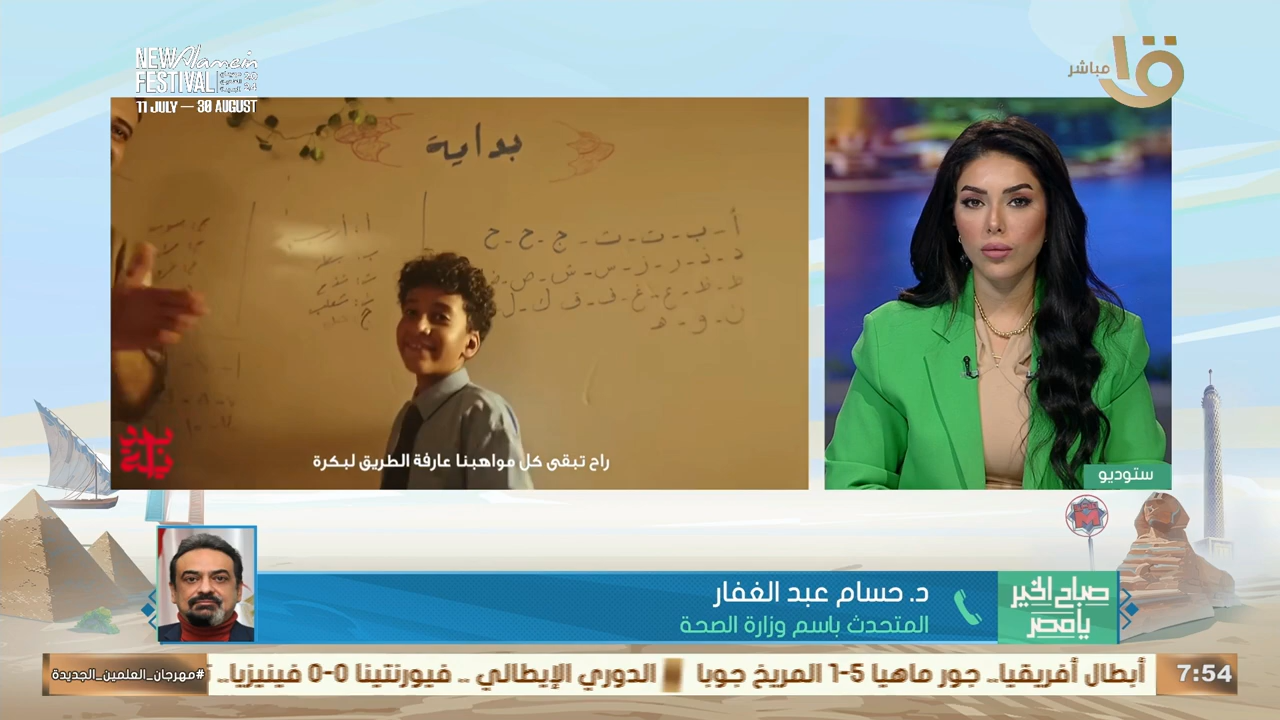 NEW Alamein
FESTIVAL
11 JULY — 30 AUGUST
مباشر
بداية
أ - ب - ت - ث - ج - ح - خ
د - ذ - ر - ز - س - ش - ص - ض
ط - ظ - ع - غ - ف - ق - ك - ل
ن - و - هـ
بداية
راح تبقى كل مواهبنا عارفة الطريق لبكرة
ستوديو
صباح الخير
يا مصر
د. حسام عبد الغفار
المتحدث باسم وزارة الصحة
7:54
أبطال أفريقيا.. جور ماهيا 5-1 المريخ جوبا
الدوري الإيطالي .. فيورنتينا 0-0 فينيزيا..
#مهرجان_العلمين_الجديدة